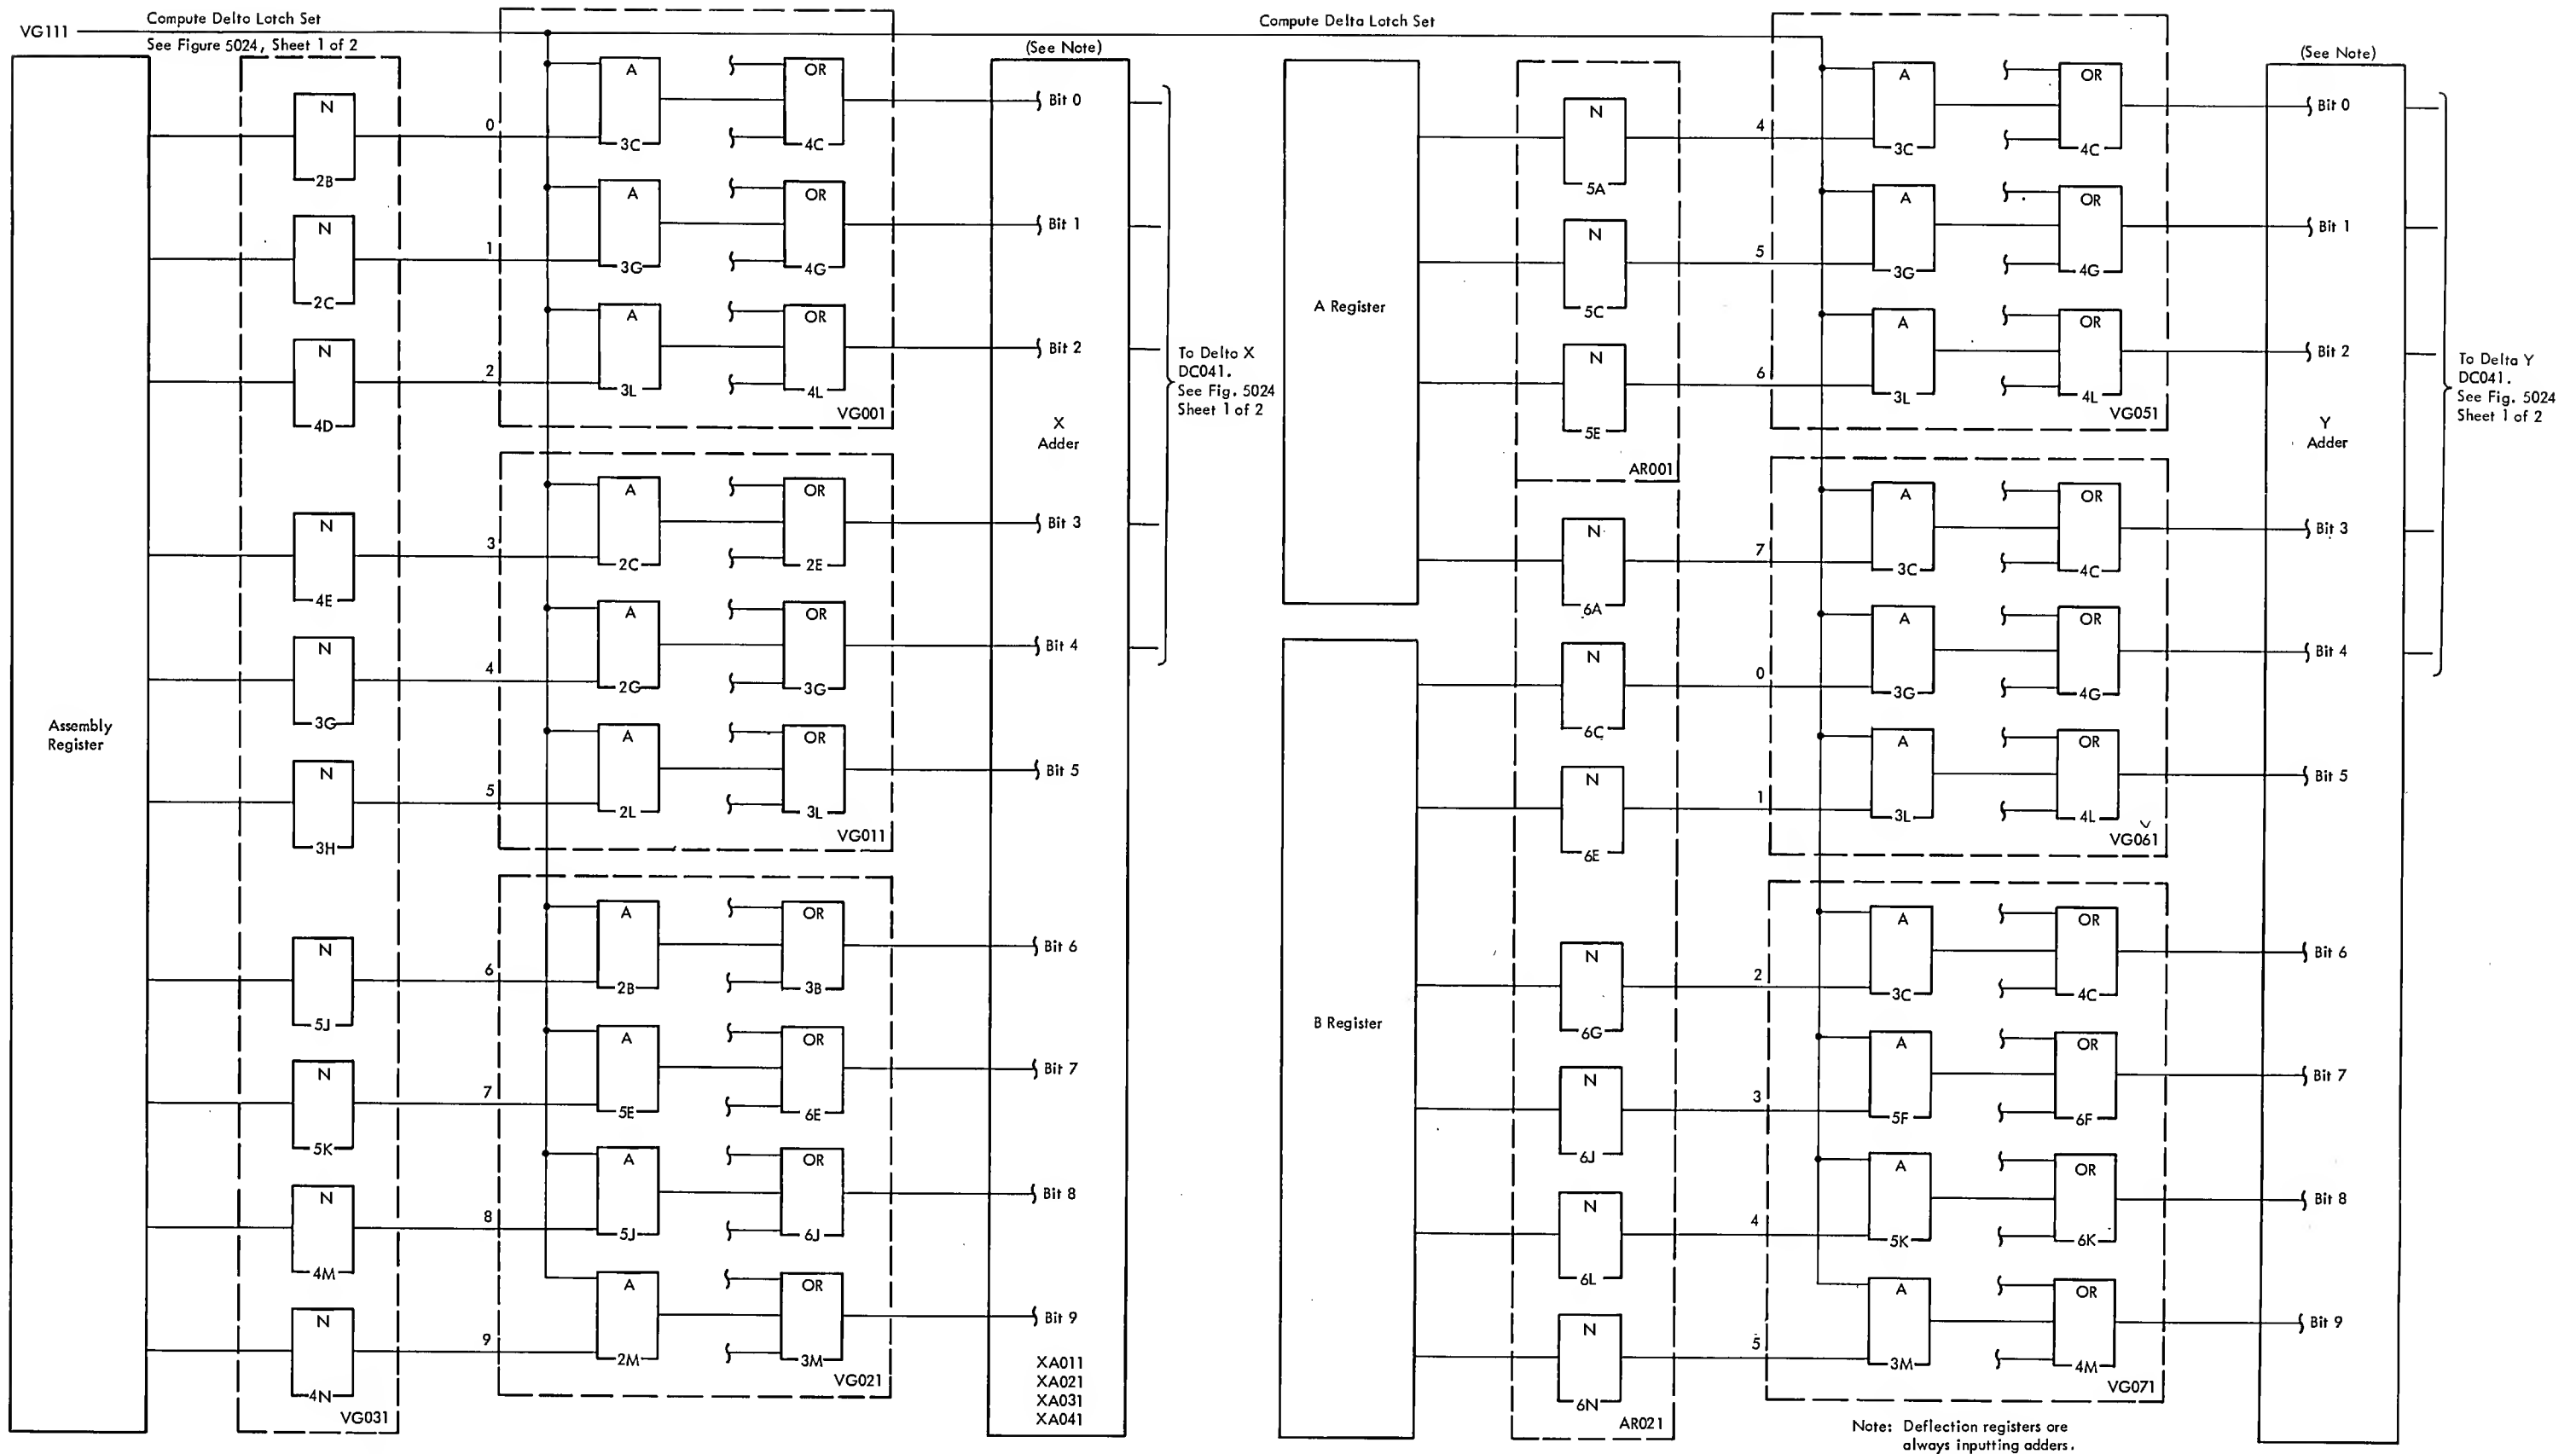 VG111
Compute Delta Lotch Set
See Figure 5024, Sheet 1 of 2
Assembly
Register
N
2B
N
2C
N
4D
N
4E
N
3G
N
3H
N
5J
N
5K
N
4M
N
4N
VG031
0
1
2
3
4
5
6
7
8
9
A
3C
OR
4C
A
3G
OR
4G
A
3L
OR
4L
VG001
A
2C
OR
2E
A
2G
OR
3G
A
2L
OR
3L
VG011
A
2B
OR
3B
A
5E
OR
6E
A
5J
OR
6J
A
2M
OR
3M
VG021
(See Note)
Bit 0
Bit 1
Bit 2
X
Adder
Bit 3
Bit 4
Bit 5
Bit 6
Bit 7
Bit 8
Bit 9
XA011
XA021
XA031
XA041
To Delta X
DC041.
See Fig. 5024
Sheet 1 of 2
Compute Delta Lotch Set
A Register
B Register
N
5A
N
5C
N
5E
AR001
N
6A
N
6C
N
6E
N
6G
N
6J
N
6L
N
6N
AR021
4
5
6
7
0
1
2
3
4
5
A
3C
OR
4C
A
3G
OR
4G
A
3L
OR
4L
VG051
A
3C
OR
4C
A
3G
OR
4G
A
3L
OR
4L
VG061
A
3C
OR
4C
A
5F
OR
6F
A
5K
OR
6K
A
3M
OR
4M
VG071
(See Note)
Bit 0
Bit 1
Bit 2
Y
Adder
Bit 3
Bit 4
Bit 5
Bit 6
Bit 7
Bit 8
Bit 9
To Delta Y
DC041.
See Fig. 5024
Sheet 1 of 2
Note: Deflection registers are
always inputting adders.